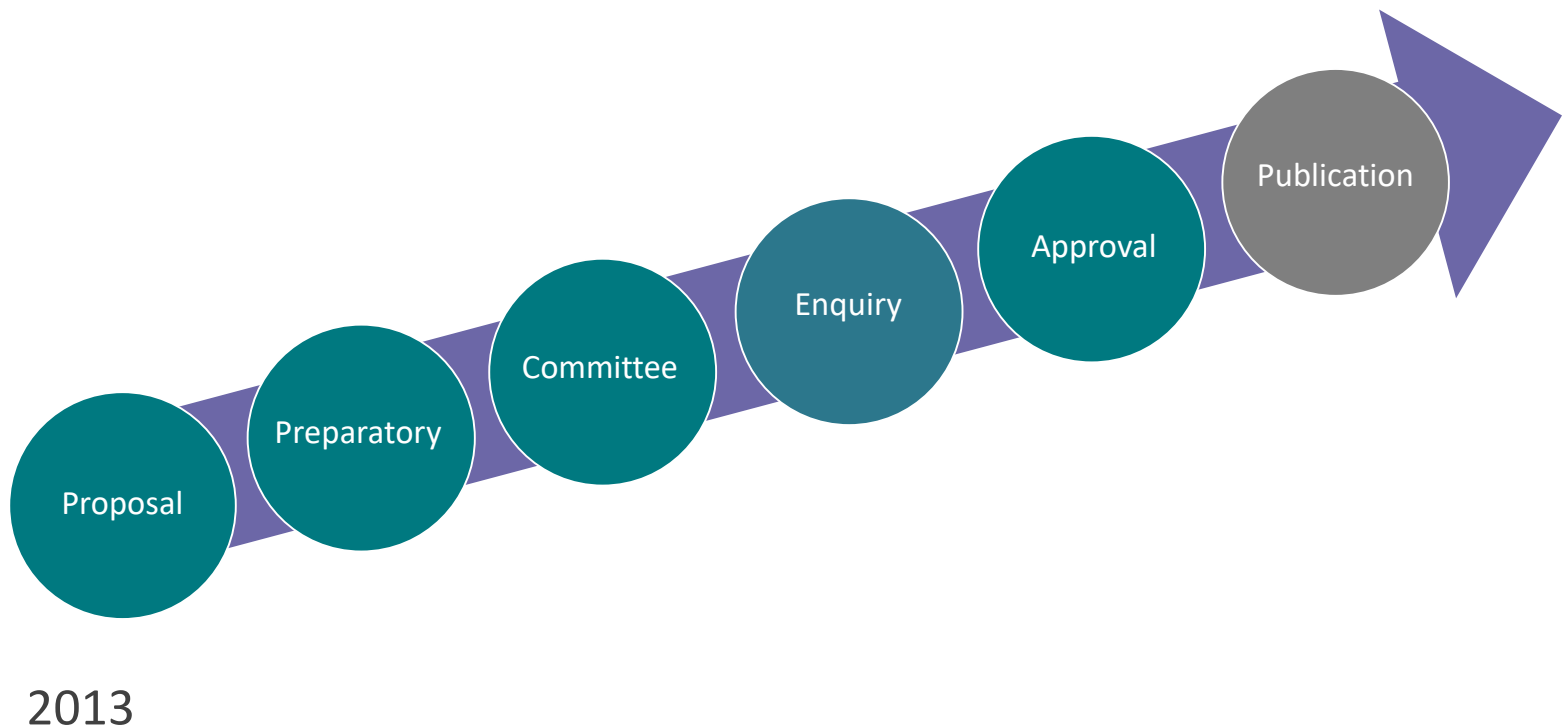 Proposal
Preparatory
Committee
Enquiry
Approval
Publication
2013